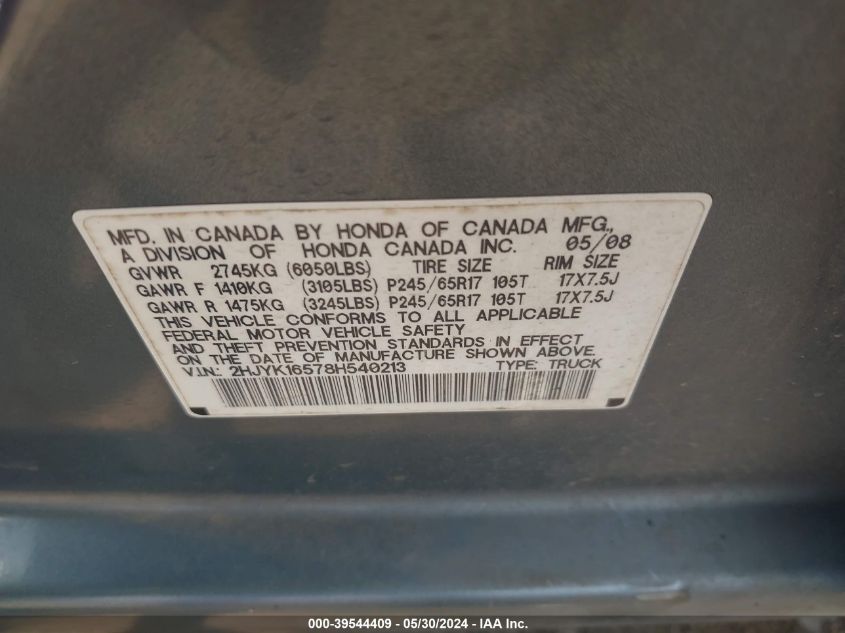 MFD. IN CANADA BY HONDA OF CANADA MFG.,
A DIVISION OF HONDA CANADA INC. 05/08
GVWR 2745KG (6050LBS) TIRE SIZE RIM SIZE
GAWR F 1410KG (3105LBS) P245/65R17 105T 17X7.5J
GAWR R 1475KG (3245LBS) P245/65R17 105T 17X7.5J
THIS VEHICLE CONFORMS TO ALL APPLICABLE
FEDERAL MOTOR VEHICLE SAFETY
AND THEFT PREVENTION STANDARDS IN EFFECT
ON THE DATE OF MANUFACTURE SHOWN ABOVE.
V.I.N.: 2HJYK16578H540213 TYPE: TRUCK
000-39544409 - 05/30/2024 - IAA Inc.